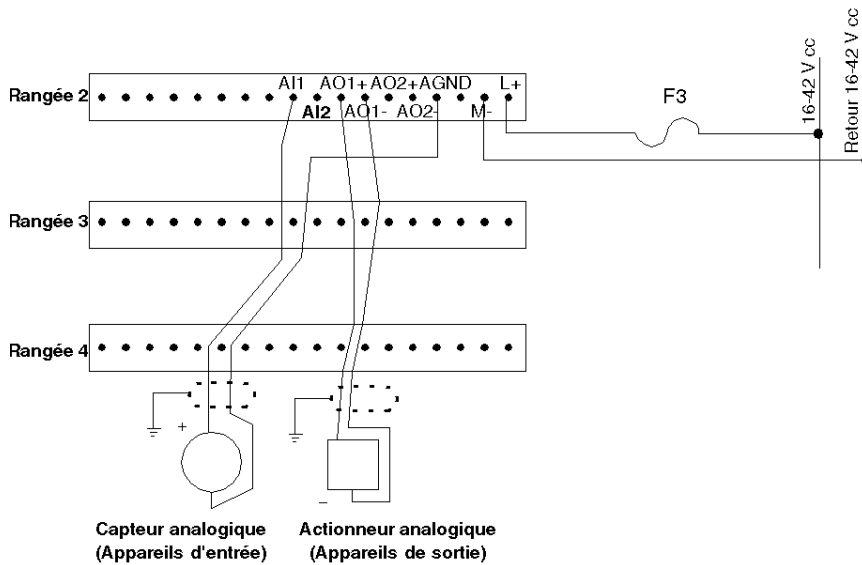 16-42 V cc
Retour 16-42 V cc
Rangée 2
AI1 AO1+ AO2+ AGND L+
AI2 AO1- AO2- M-
F3
Rangée 3
Rangée 4
+
–
Capteur analogique
(Appareils d'entrée)
Actionneur analogique
(Appareils de sortie)